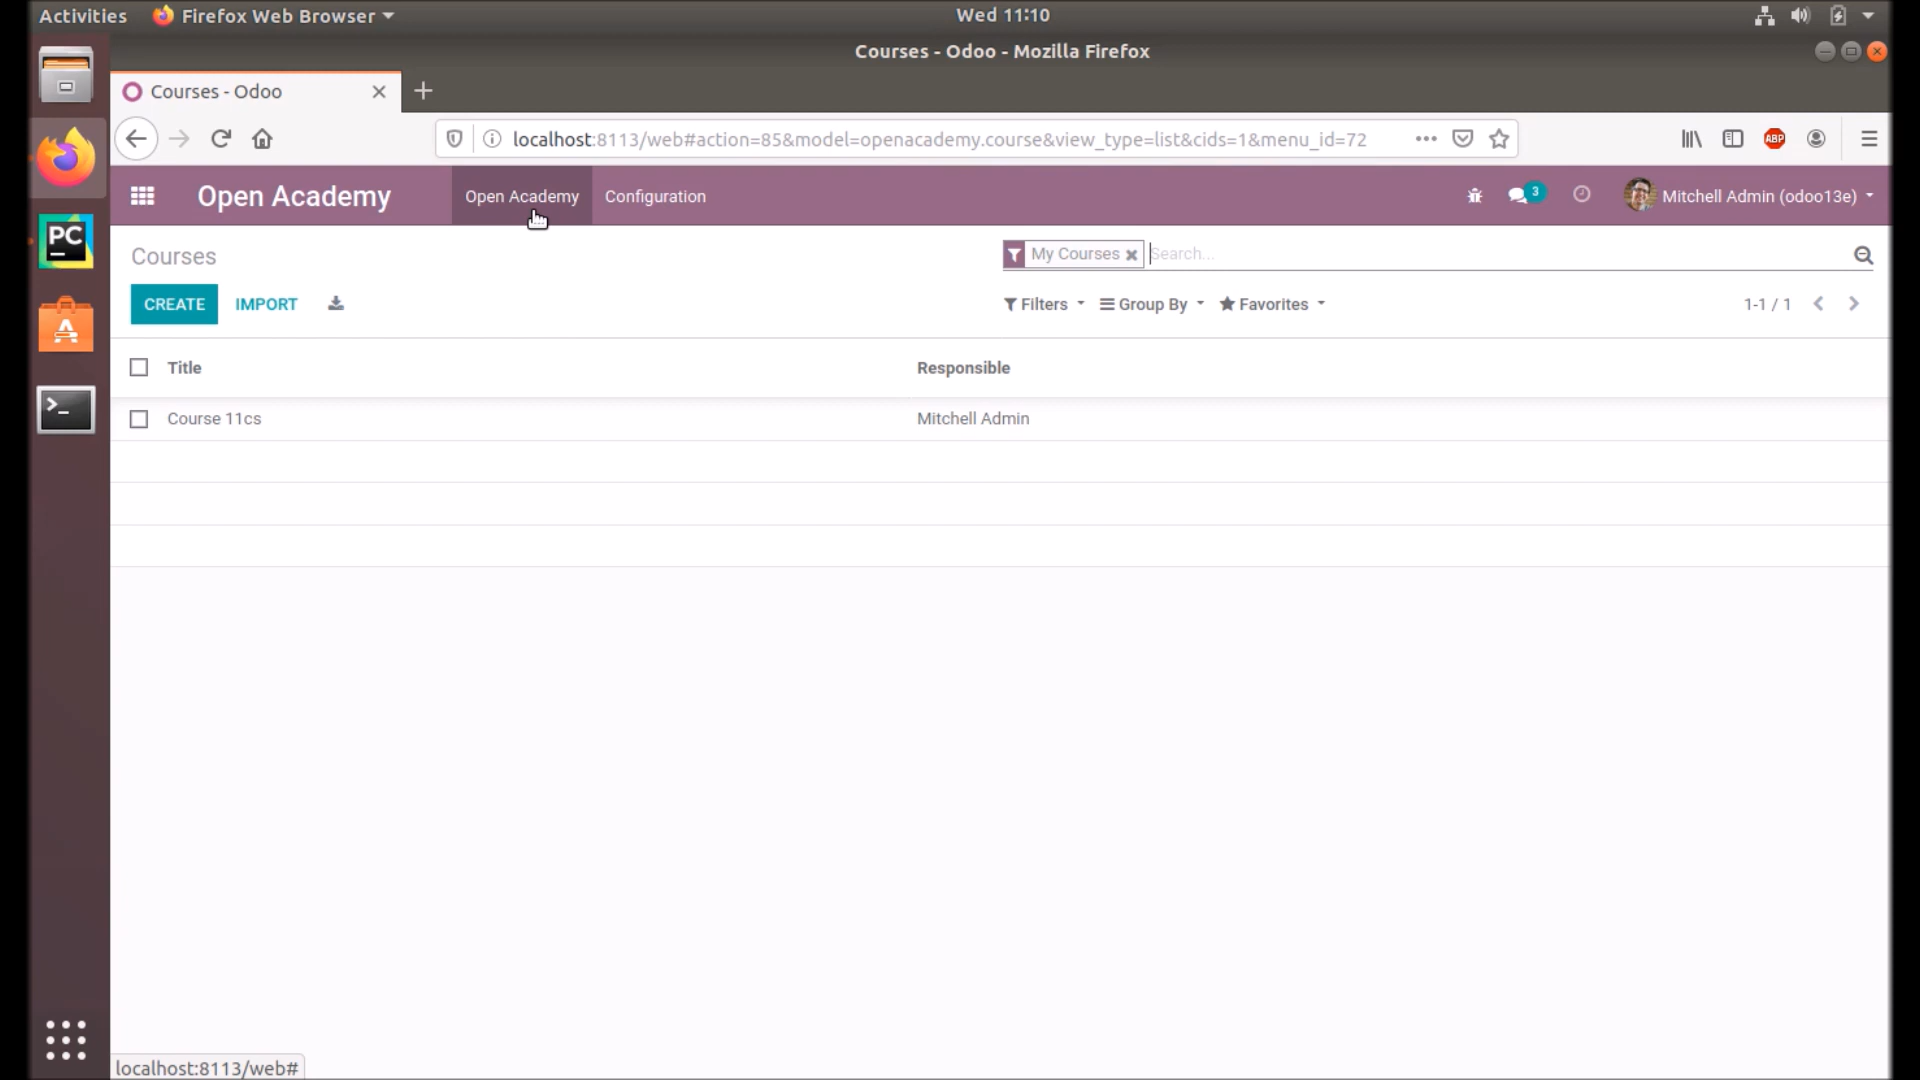 Activities Firefox Web Browser Wed 11:10
Courses - Odoo - Mozilla Firefox
Courses - Odoo
localhost:8113/web#action=85&model=openacademy.course&view_type=list&cids=1&menu_id=72 ABP
PC
Open Academy Open Academy Configuration 3 Mitchell Admin (odoo13e)
Courses My Courses Search...
CREATE IMPORT Filters Group By Favorites 1-1 / 1
Title Responsible
Course 11cs Mitchell Admin
localhost:8113/web#